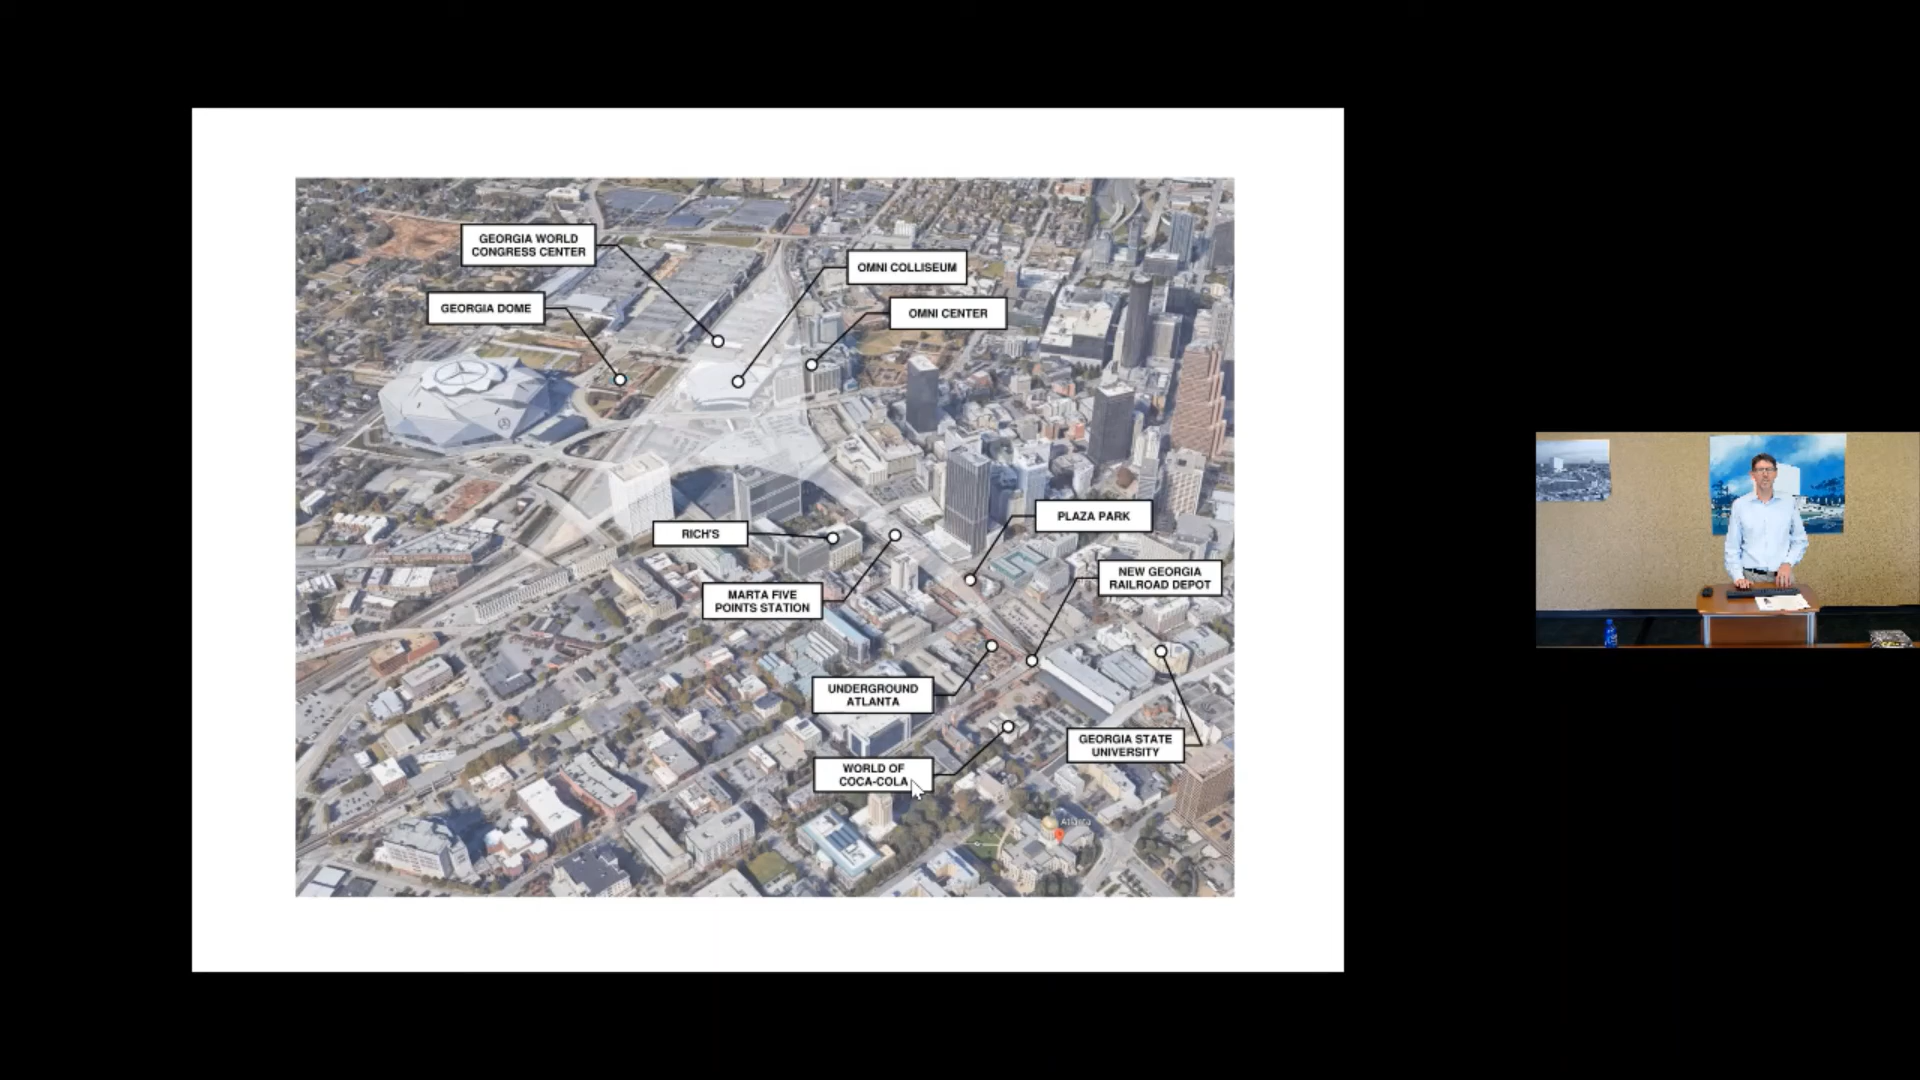 GEORGIA WORLD
CONGRESS CENTER
OMNI COLLISEUM
GEORGIA DOME
OMNI CENTER
PLAZA PARK
RICH'S
NEW GEORGIA
RAILROAD DEPOT
MARTA FIVE
POINTS STATION
UNDERGROUND
ATLANTA
GEORGIA STATE
UNIVERSITY
WORLD OF
COCA-COLA
Atlanta